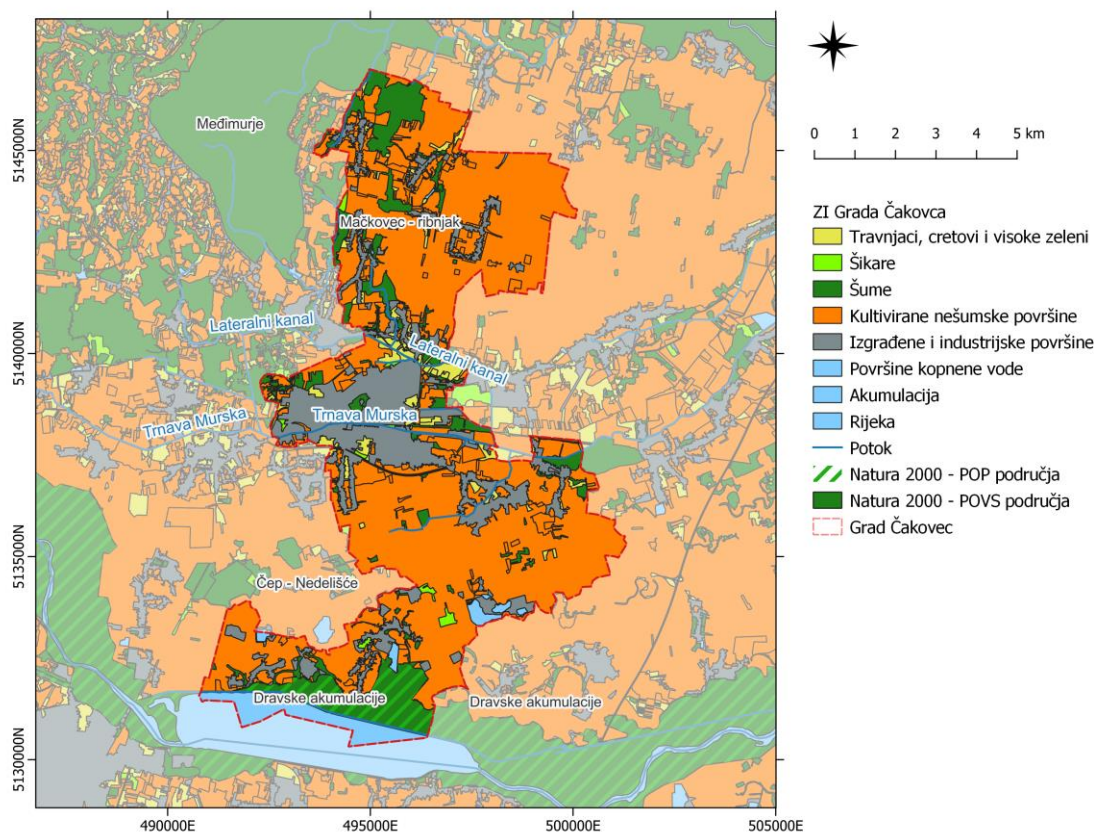 Međimurje
Mačkovec - ribnjak
Lateralni kanal
Lateralni kanal
Trnava Murska
Trnava Murska
Čep - Nedelišće
Dravske akumulacije
Dravske akumulacije
5145000N
5140000N
5135000N
5130000N
490000E
495000E
500000E
505000E
0 1 2 3 4 5 km
ZI Grada Čakovca
Travnjaci, cretovi i visoke zeleni
Šikare
Šume
Kultivirane nešumske površine
Izgrađene i industrijske površine
Površine kopnene vode
Akumulacija
Rijeka
Potok
Natura 2000 - POP područja
Natura 2000 - POVS područja
Grad Čakovec